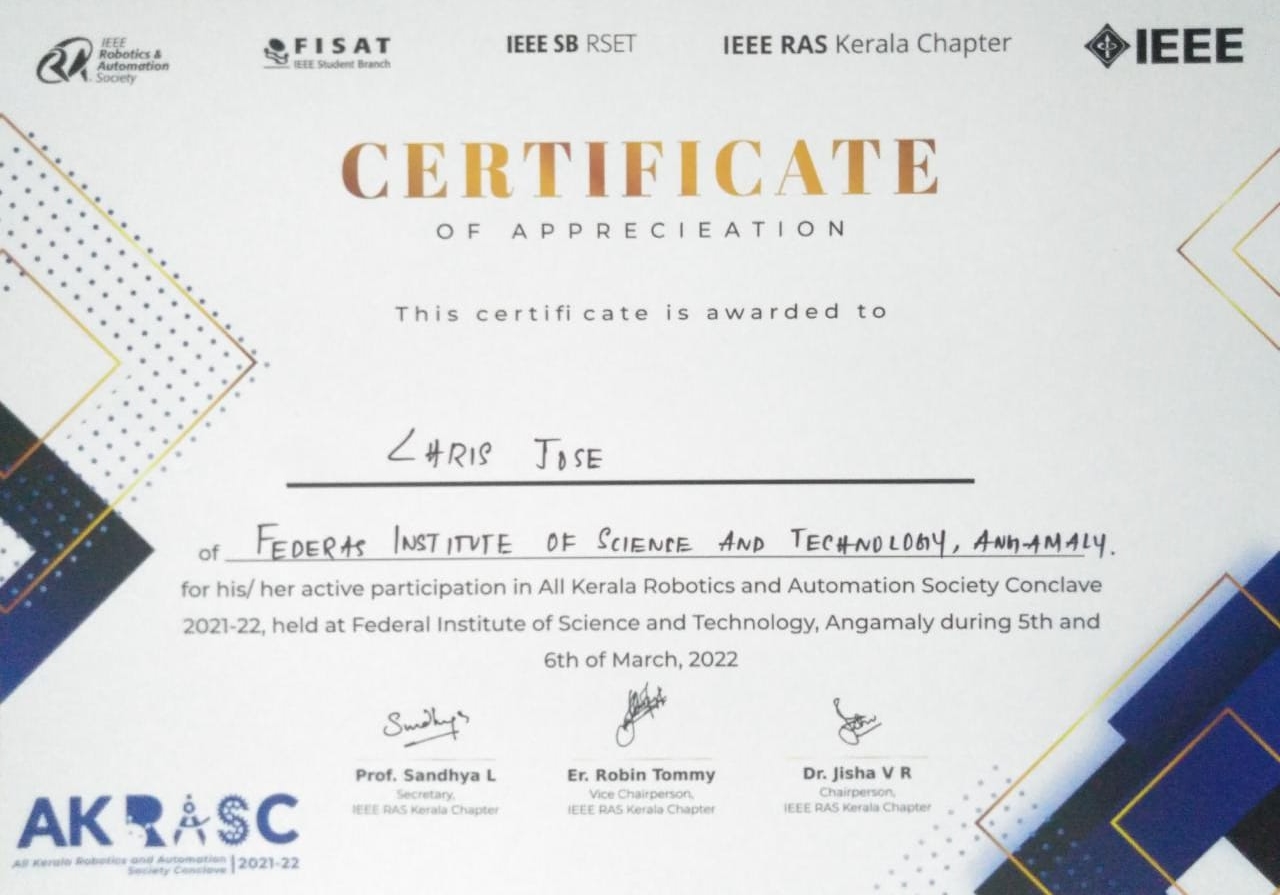 IEEE
Robotics &
Automation
Society
FISAT
IEEE Student Branch
IEEE SB RSET
IEEE RAS Kerala Chapter
IEEE
CERTIFICATE
OF APPRECIEATION
This certificate is awarded to
CHRIS JOSE
of FEDERAL INSTITUTE OF SCIENCE AND TECHNOLOGY, ANGAMALY.
for his/ her active participation in All Kerala Robotics and Automation Society Conclave
2021-22, held at Federal Institute of Science and Technology, Angamaly during 5th and
6th of March, 2022
Sandhya
Prof. Sandhya L
Secretary,
IEEE RAS Kerala Chapter
Er. Robin Tommy
Vice Chairperson,
IEEE RAS Kerala Chapter
Dr. Jisha V R
Chairperson,
IEEE RAS Kerala Chapter
AKRASC
All Kerala Robotics and Automation
Society Conclave | 2021-22